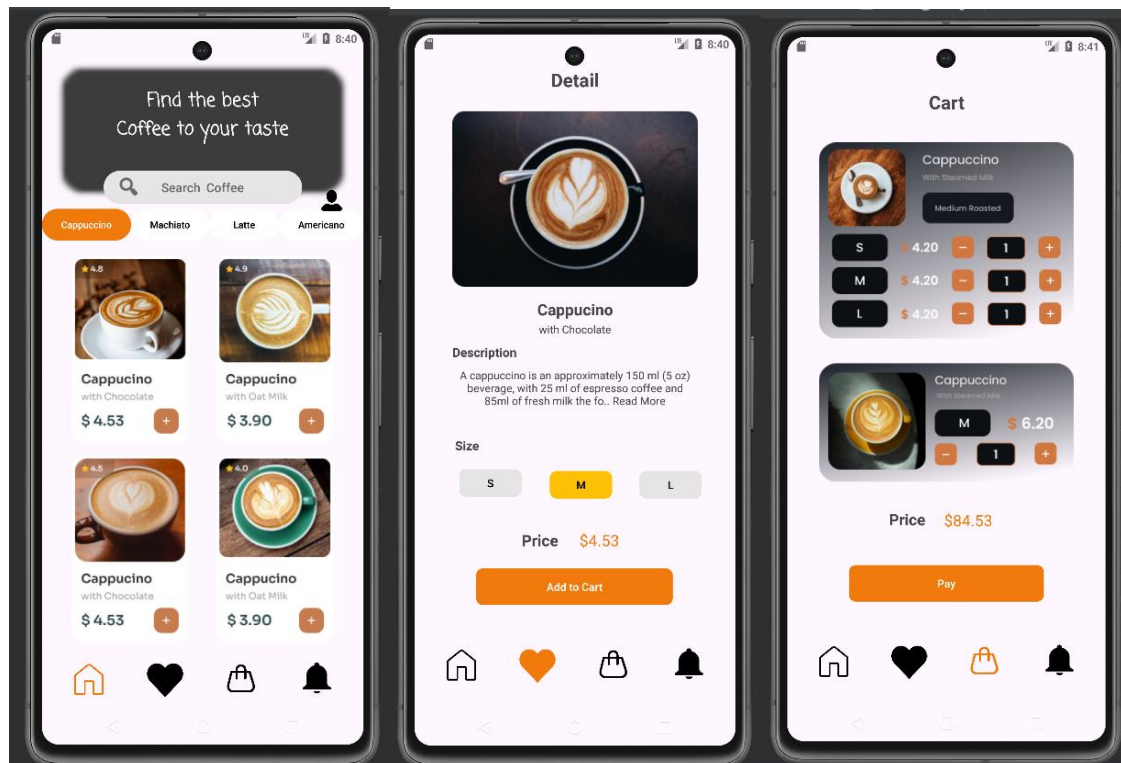 LTE 8:40
Find the best
Coffee to your taste
Search Coffee
Cappuccino Machiato Latte Americano
4.8
4.9
Cappucino
with Chocolate
$ 4.53 +
Cappucino
with Oat Milk
$ 3.90 +
4.5
4.0
Cappucino
with Chocolate
$ 4.53 +
Cappucino
with Oat Milk
$ 3.90 +
LTE 8:40
Detail
Cappucino
with Chocolate
Description
A cappuccino is an approximately 150 ml (5 oz)
beverage, with 25 ml of espresso coffee and
85ml of fresh milk the fo.. Read More
Size
S M L
Price $4.53
Add to Cart
LTE 8:41
Cart
Cappuccino
With Steamed Milk
Medium Roasted
S $ 4.20 - 1 +
M $ 4.20 - 1 +
L $ 4.20 - 1 +
Cappuccino
With Steamed Milk
M $ 6.20
- 1 +
Price $84.53
Pay